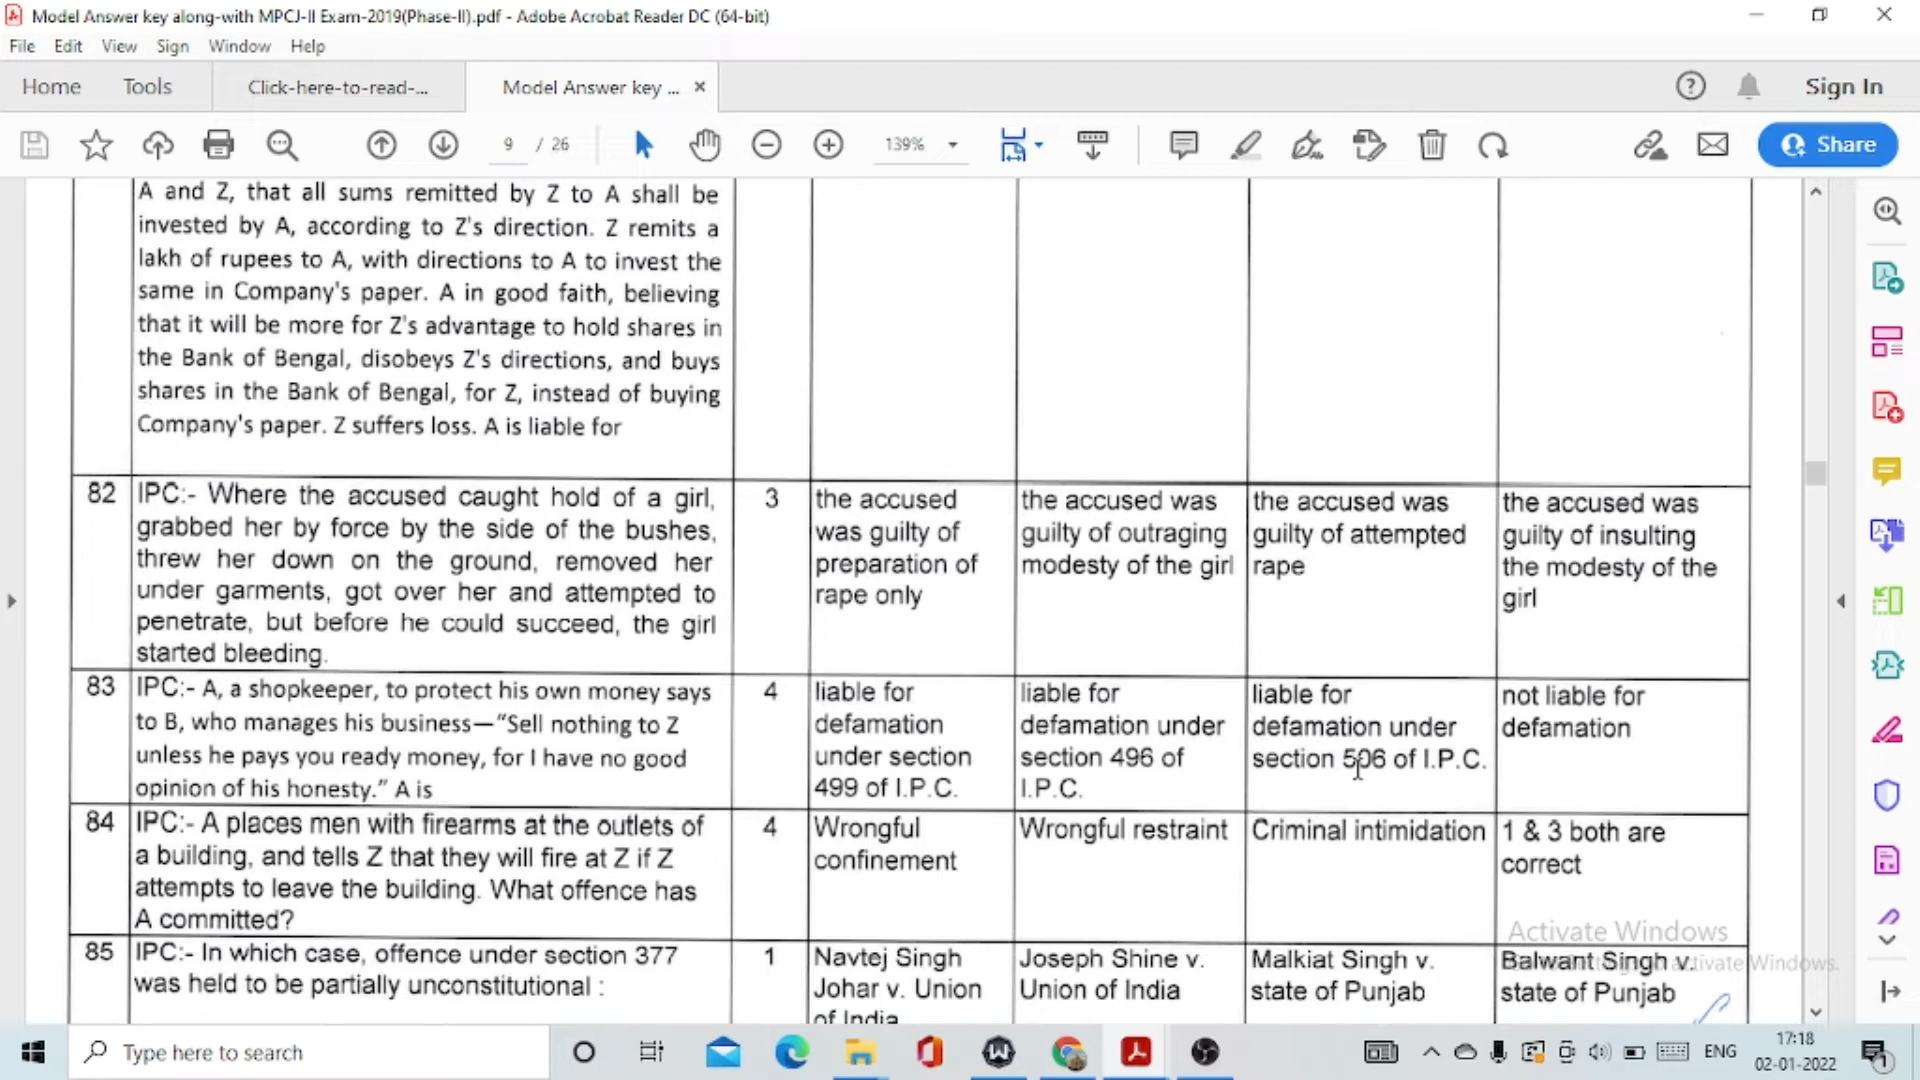 Model Answer key along-with MPCJ-II Exam-2019(Phase-II).pdf - Adobe Acrobat Reader DC (64-bit)
File Edit View Sign Window Help
Home Tools Click-here-to-read-... Model Answer key ... × Sign In
9 / 26 139% Share
A and Z, that all sums remitted by Z to A shall be
invested by A, according to Z's direction. Z remits a
lakh of rupees to A, with directions to A to invest the
same in Company's paper. A in good faith, believing
that it will be more for Z's advantage to hold shares in
the Bank of Bengal, disobeys Z's directions, and buys
shares in the Bank of Bengal, for Z, instead of buying
Company's paper. Z suffers loss. A is liable for
82
IPC:- Where the accused caught hold of a girl,
grabbed her by force by the side of the bushes,
threw her down on the ground, removed her
under garments, got over her and attempted to
penetrate, but before he could succeed, the girl
started bleeding.
3
the accused
was guilty of
preparation of
rape only
the accused was
guilty of outraging
modesty of the girl
the accused was
guilty of attempted
rape
the accused was
guilty of insulting
the modesty of the
girl
83
IPC:- A, a shopkeeper, to protect his own money says
to B, who manages his business—“Sell nothing to Z
unless he pays you ready money, for I have no good
opinion of his honesty.” A is
4
liable for
defamation
under section
499 of I.P.C.
liable for
defamation under
section 496 of
I.P.C.
liable for
defamation under
section 506 of I.P.C.
not liable for
defamation
84
IPC:- A places men with firearms at the outlets of
a building, and tells Z that they will fire at Z if Z
attempts to leave the building. What offence has
A committed?
4
Wrongful
confinement
Wrongful restraint
Criminal intimidation
1 & 3 both are
correct
85
IPC:- In which case, offence under section 377
was held to be partially unconstitutional :
1
Navtej Singh
Johar v. Union
of India
Joseph Shine v.
Union of India
Malkiat Singh v.
state of Punjab
Balwant Singh v.
state of Punjab
Activate Windows
activate Windows.
Type here to search
ENG
17:18
02-01-2022
1